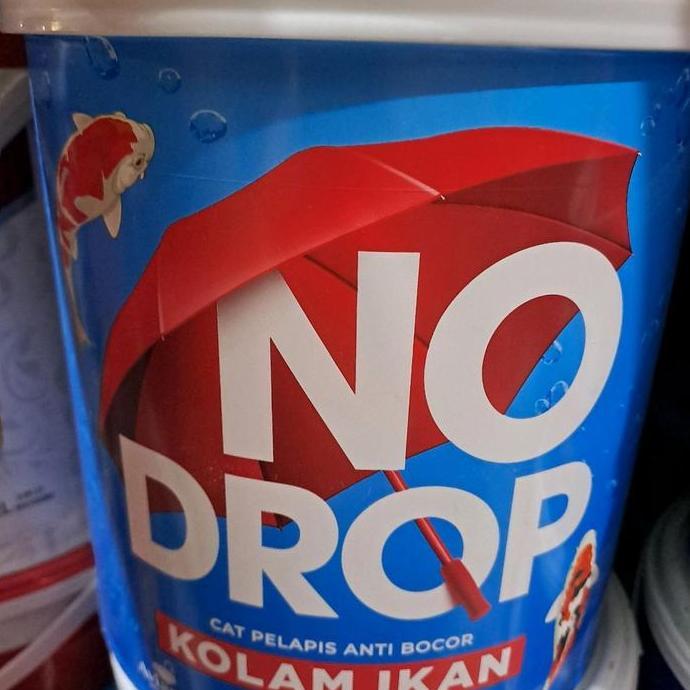 NO
DROP
CAT PELAPIS ANTI BOCOR
KOLAM IKAN